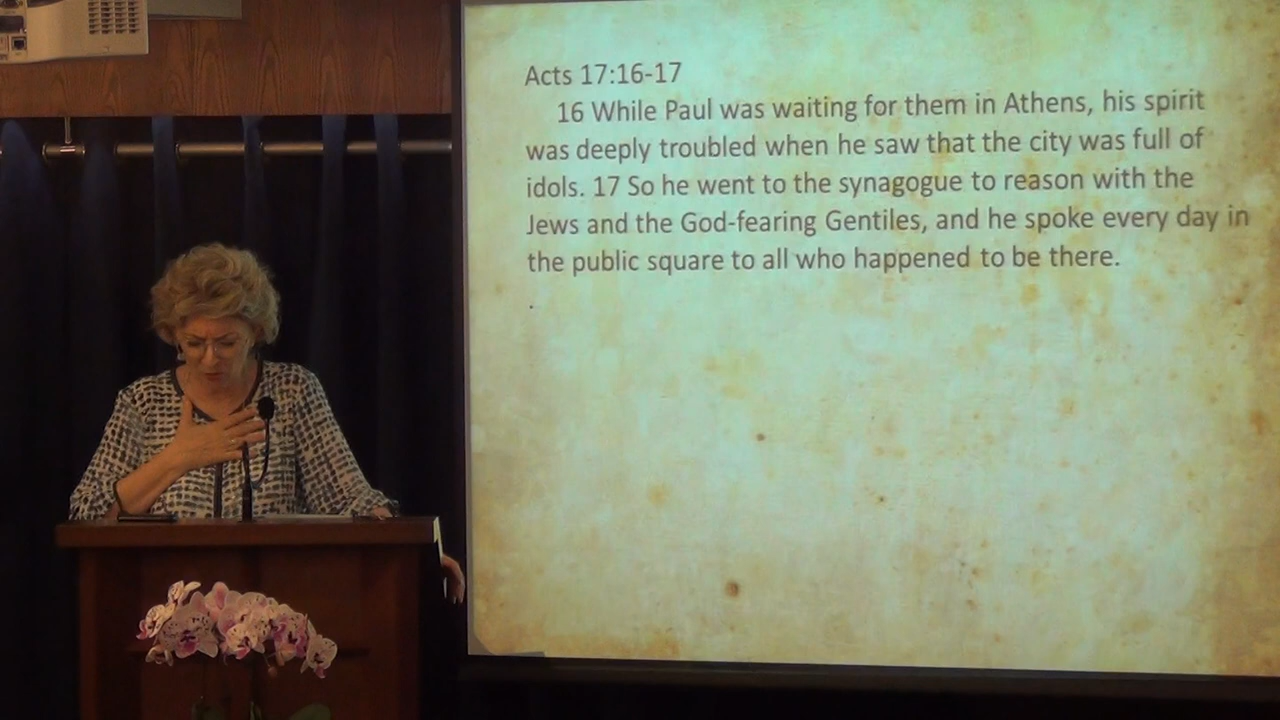 Acts 17:16-17
16 While Paul was waiting for them in Athens, his spirit
was deeply troubled when he saw that the city was full of
idols. 17 So he went to the synagogue to reason with the
Jews and the God-fearing Gentiles, and he spoke every day in
the public square to all who happened to be there.
.